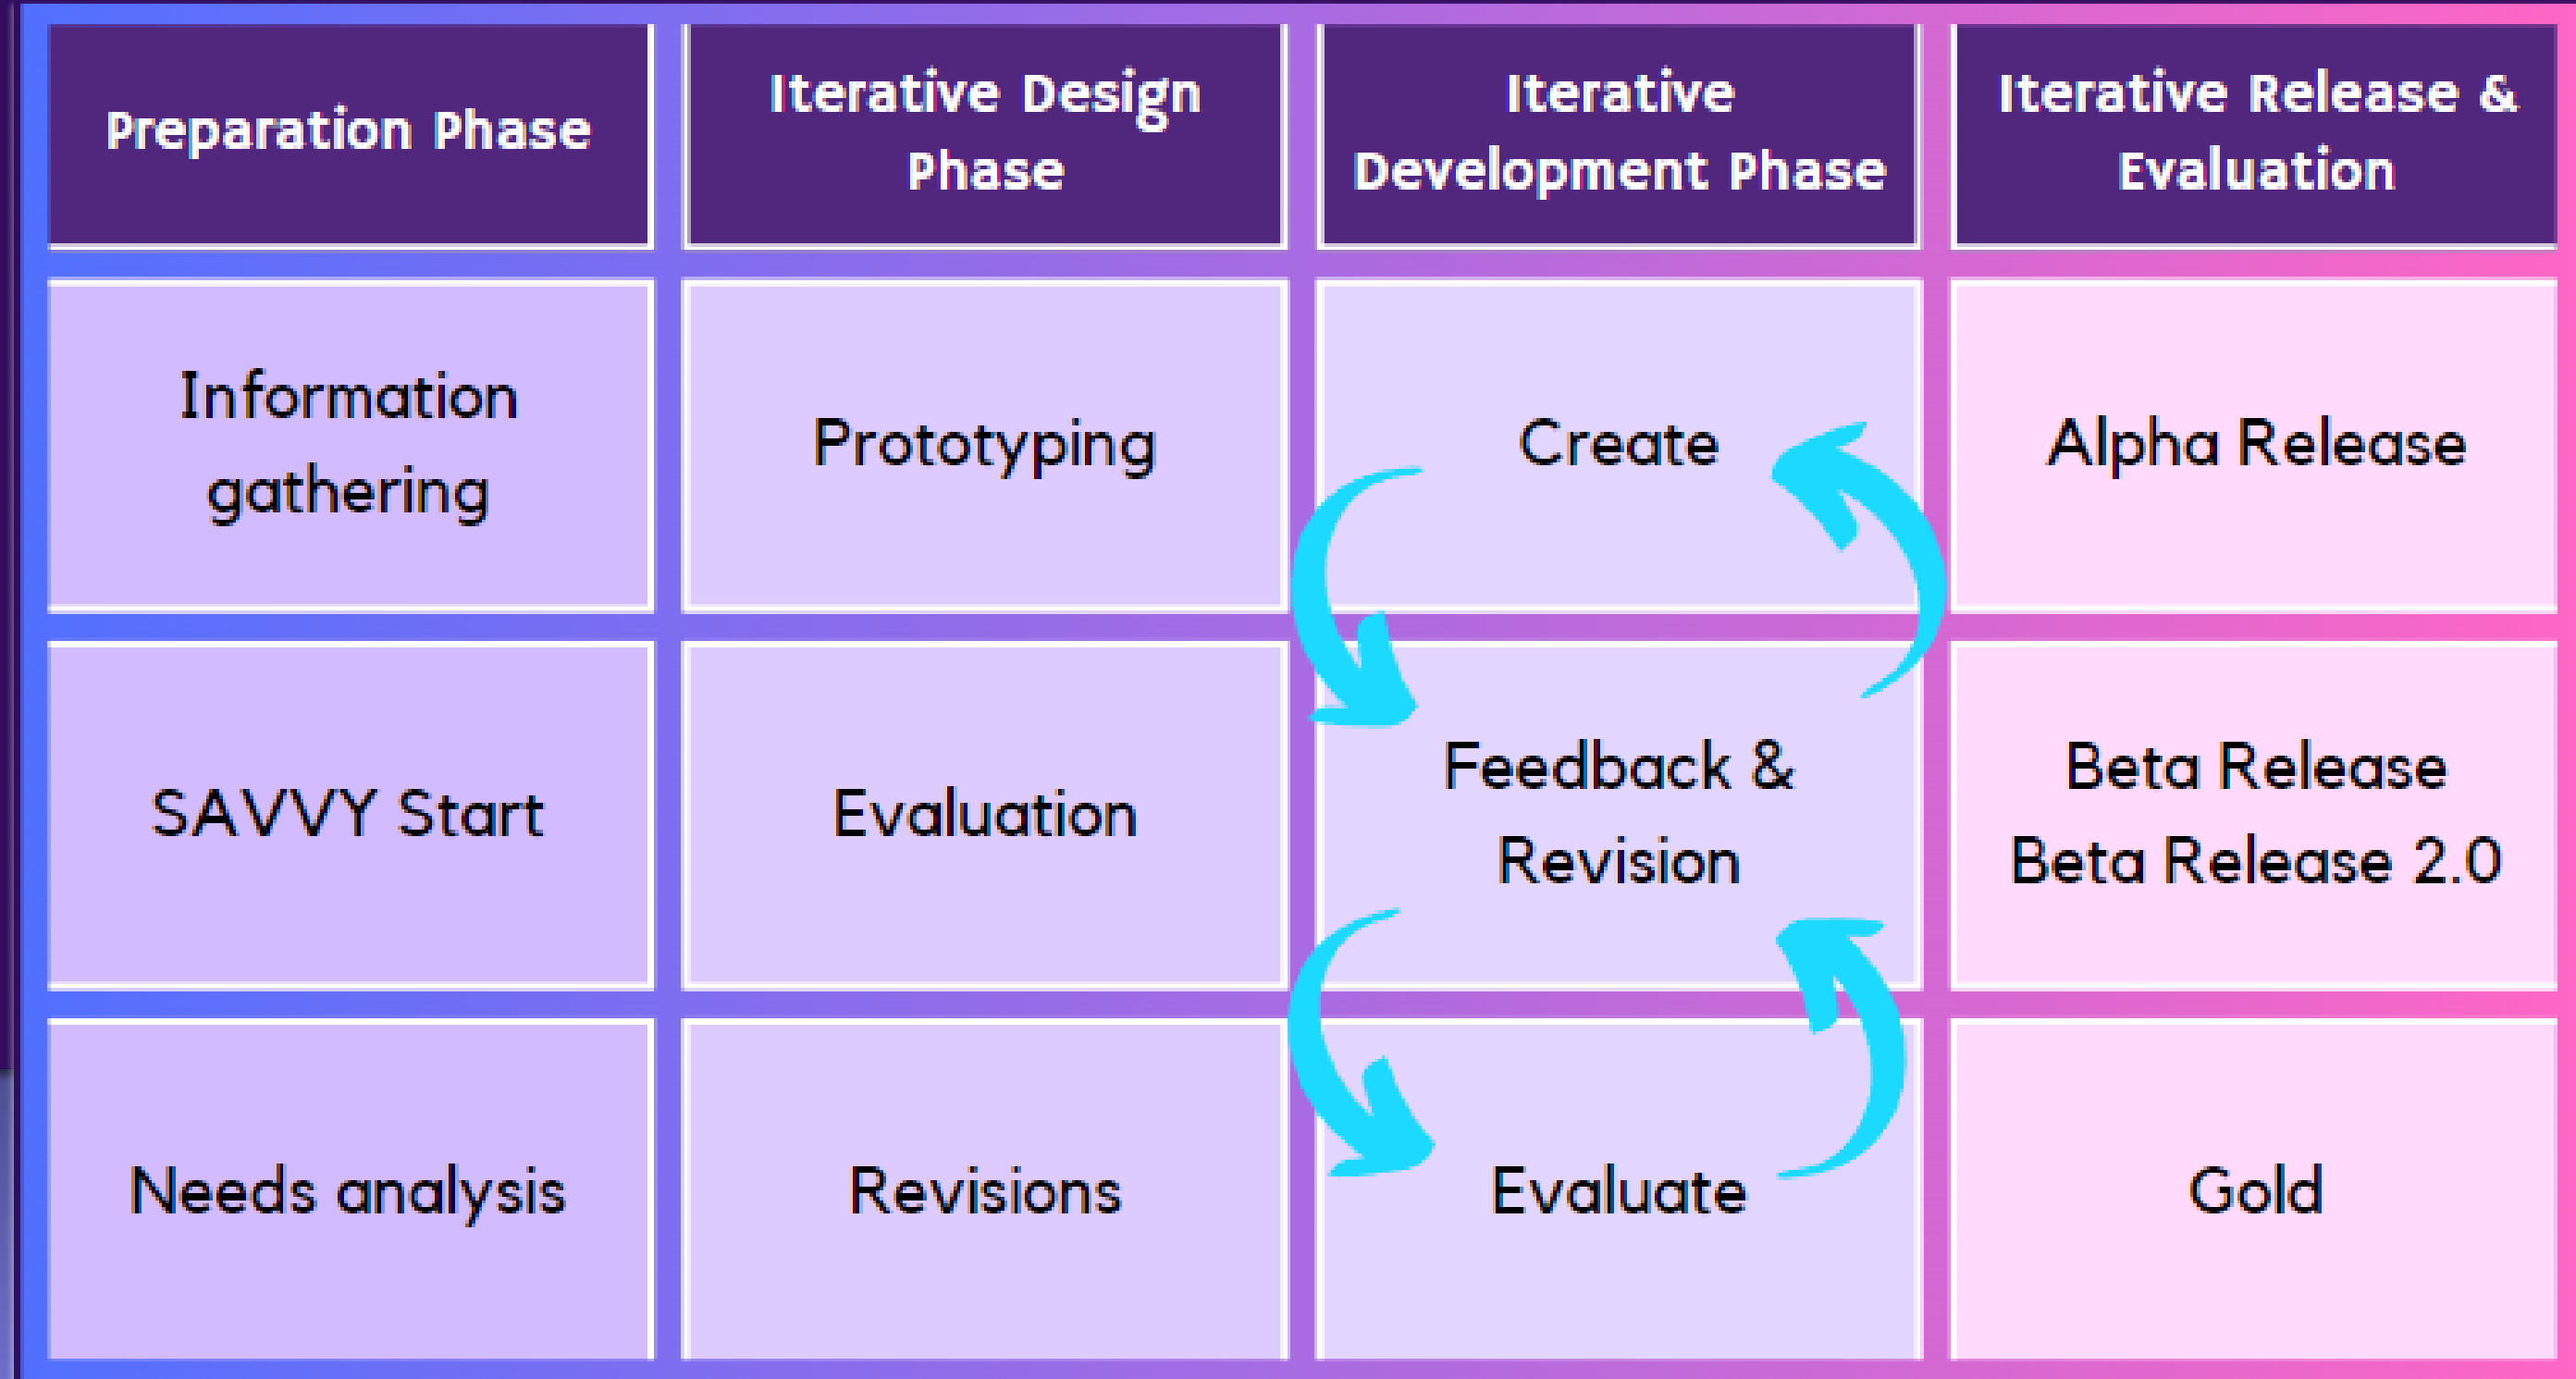 Preparation Phase
Iterative Design
Phase
Iterative
Development Phase
Iterative Release &
Evaluation
Information
gathering
Prototyping
Create
Alpha Release
SAVVY Start
Evaluation
Feedback &
Revision
Beta Release
Beta Release 2.0
Needs analysis
Revisions
Evaluate
Gold